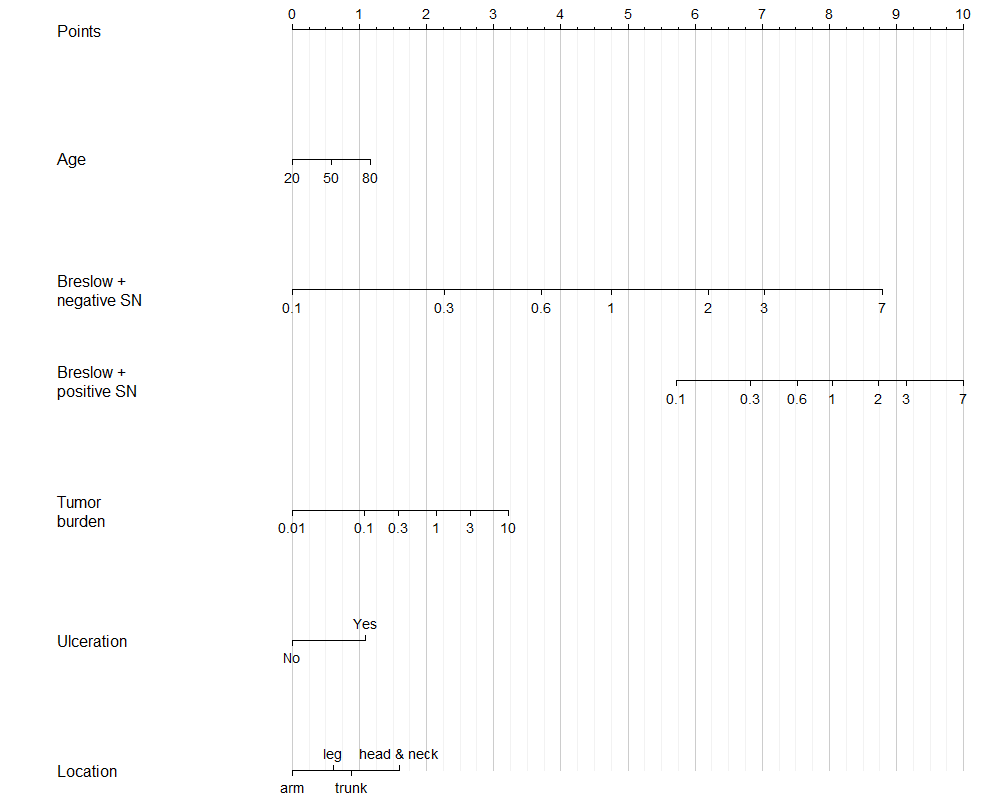 0 1 2 3 4 5 6 7 8 9 10
Points
Age
20 50 80
Breslow +
negative SN
0.1 0.3 0.6 1 2 3 7
Breslow +
positive SN
0.1 0.3 0.6 1 2 3 7
Tumor
burden
0.01 0.1 0.3 1 3 10
Yes
Ulceration
No
leg head & neck
Location
arm trunk